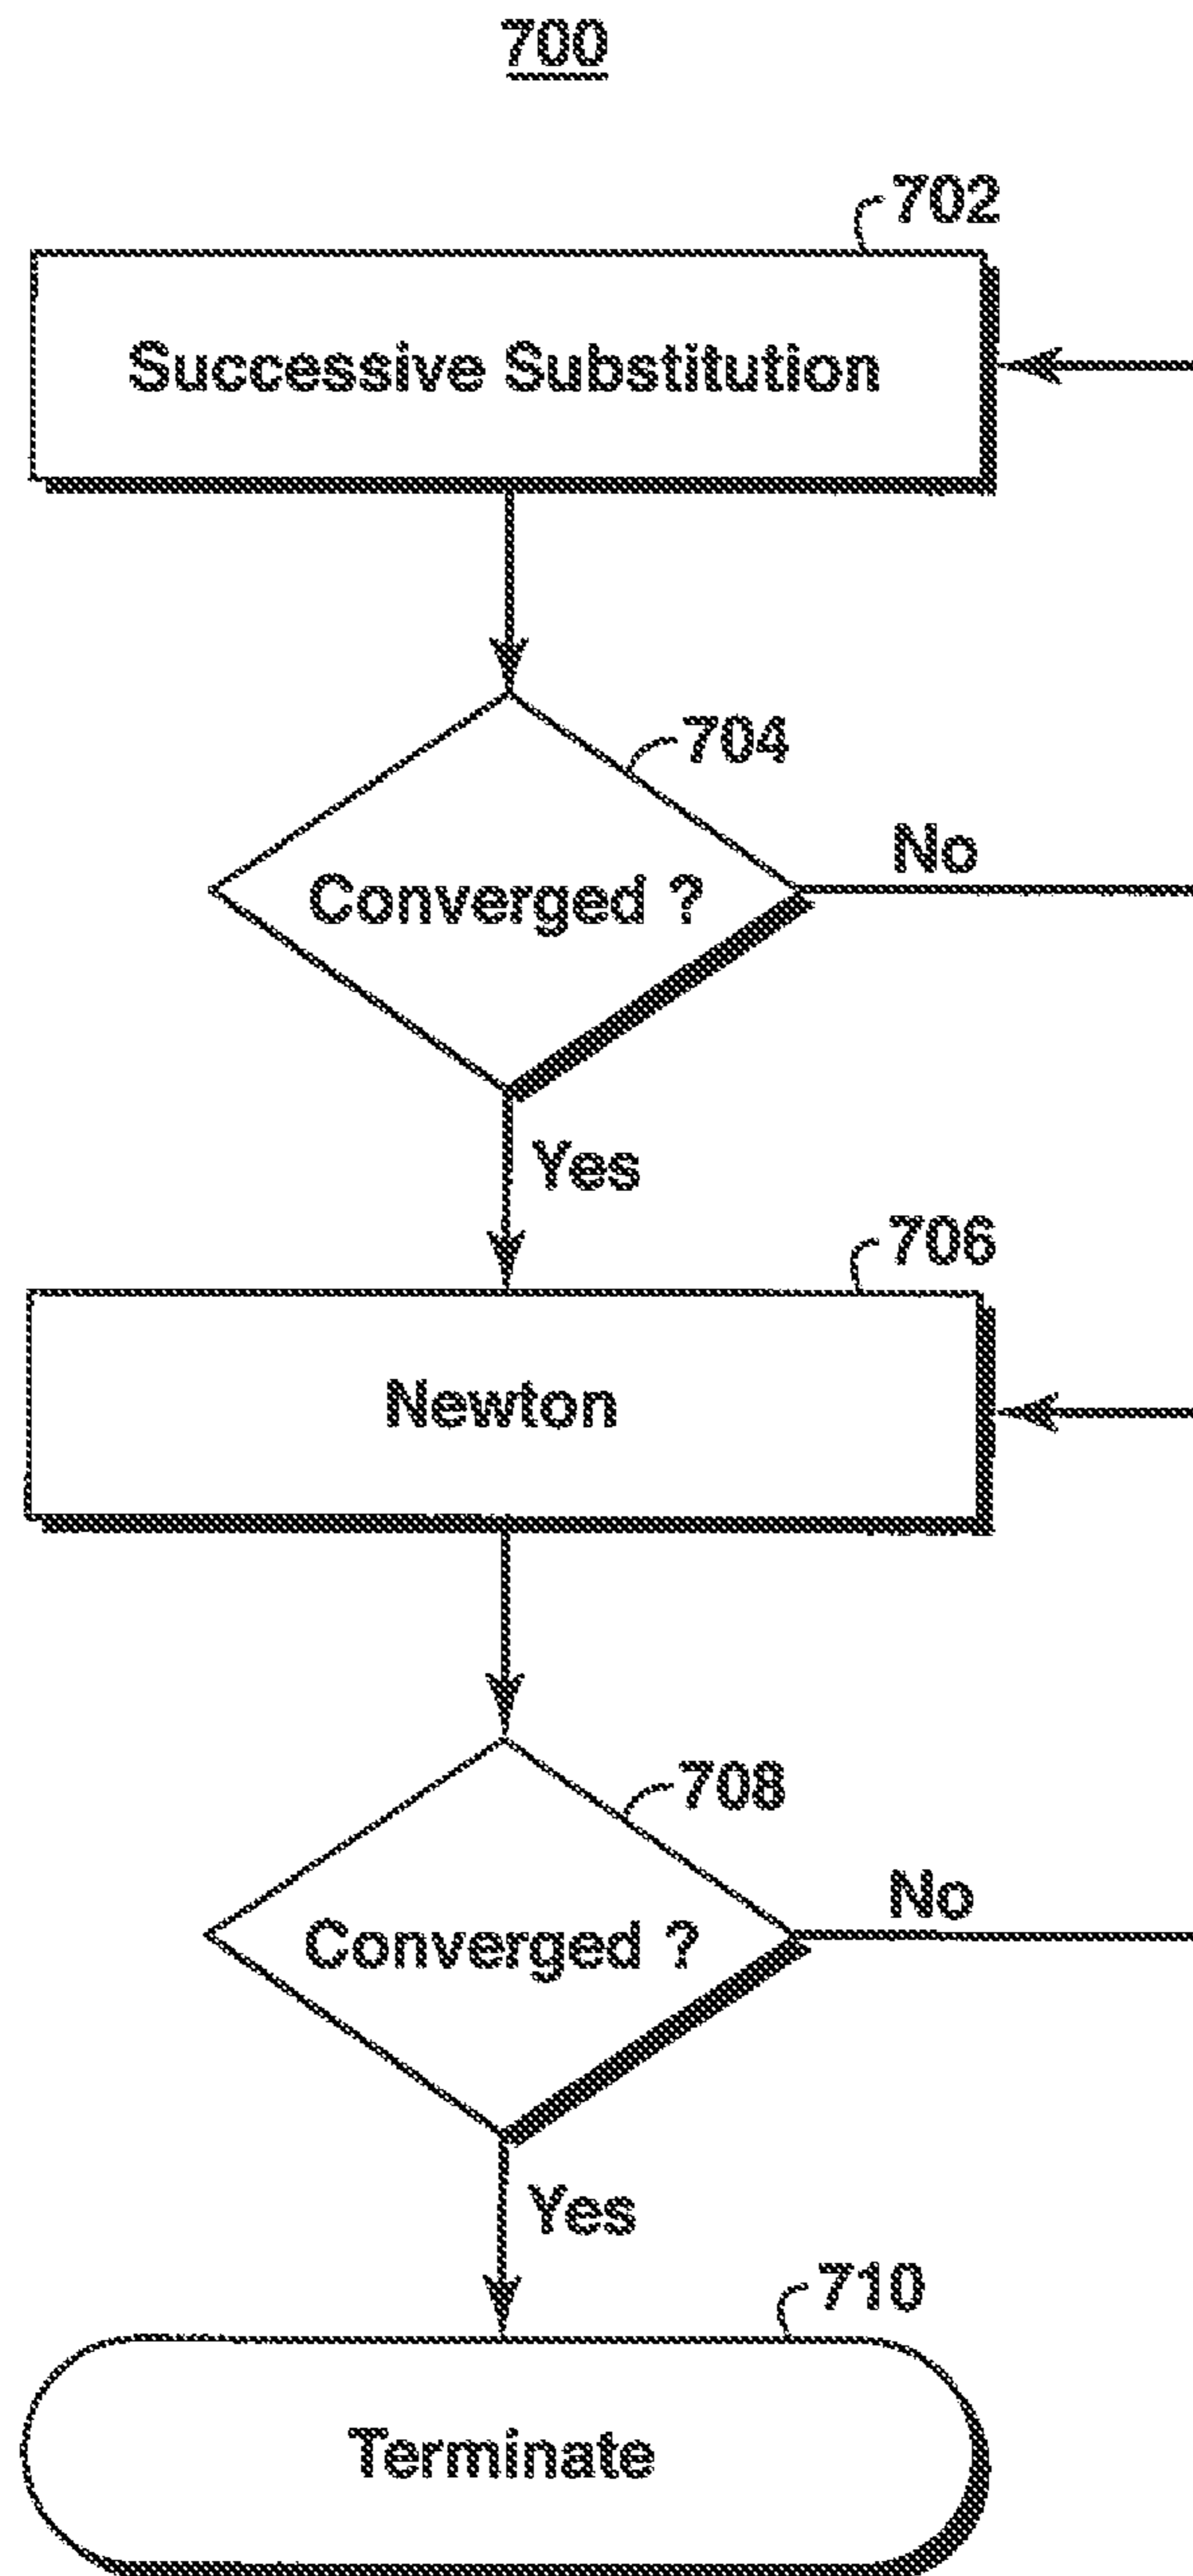 700
702
Successive Substitution
704
Converged ?
No
Yes
706
Newton
708
Converged ?
No
Yes
710
Terminate